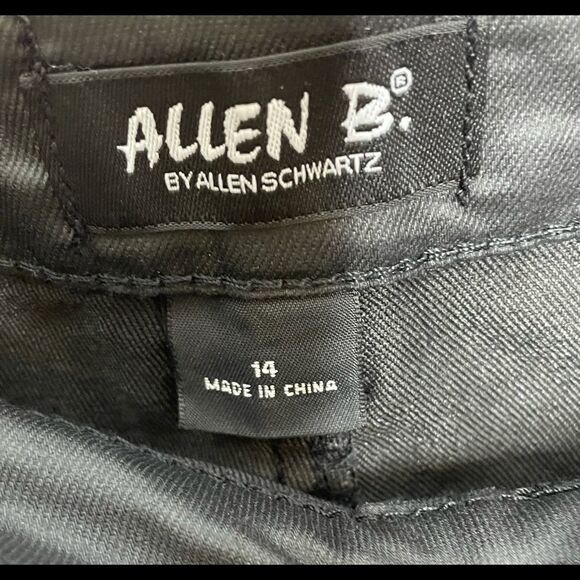 ALLEN B.®
BY ALLEN SCHWARTZ
14
MADE IN CHINA